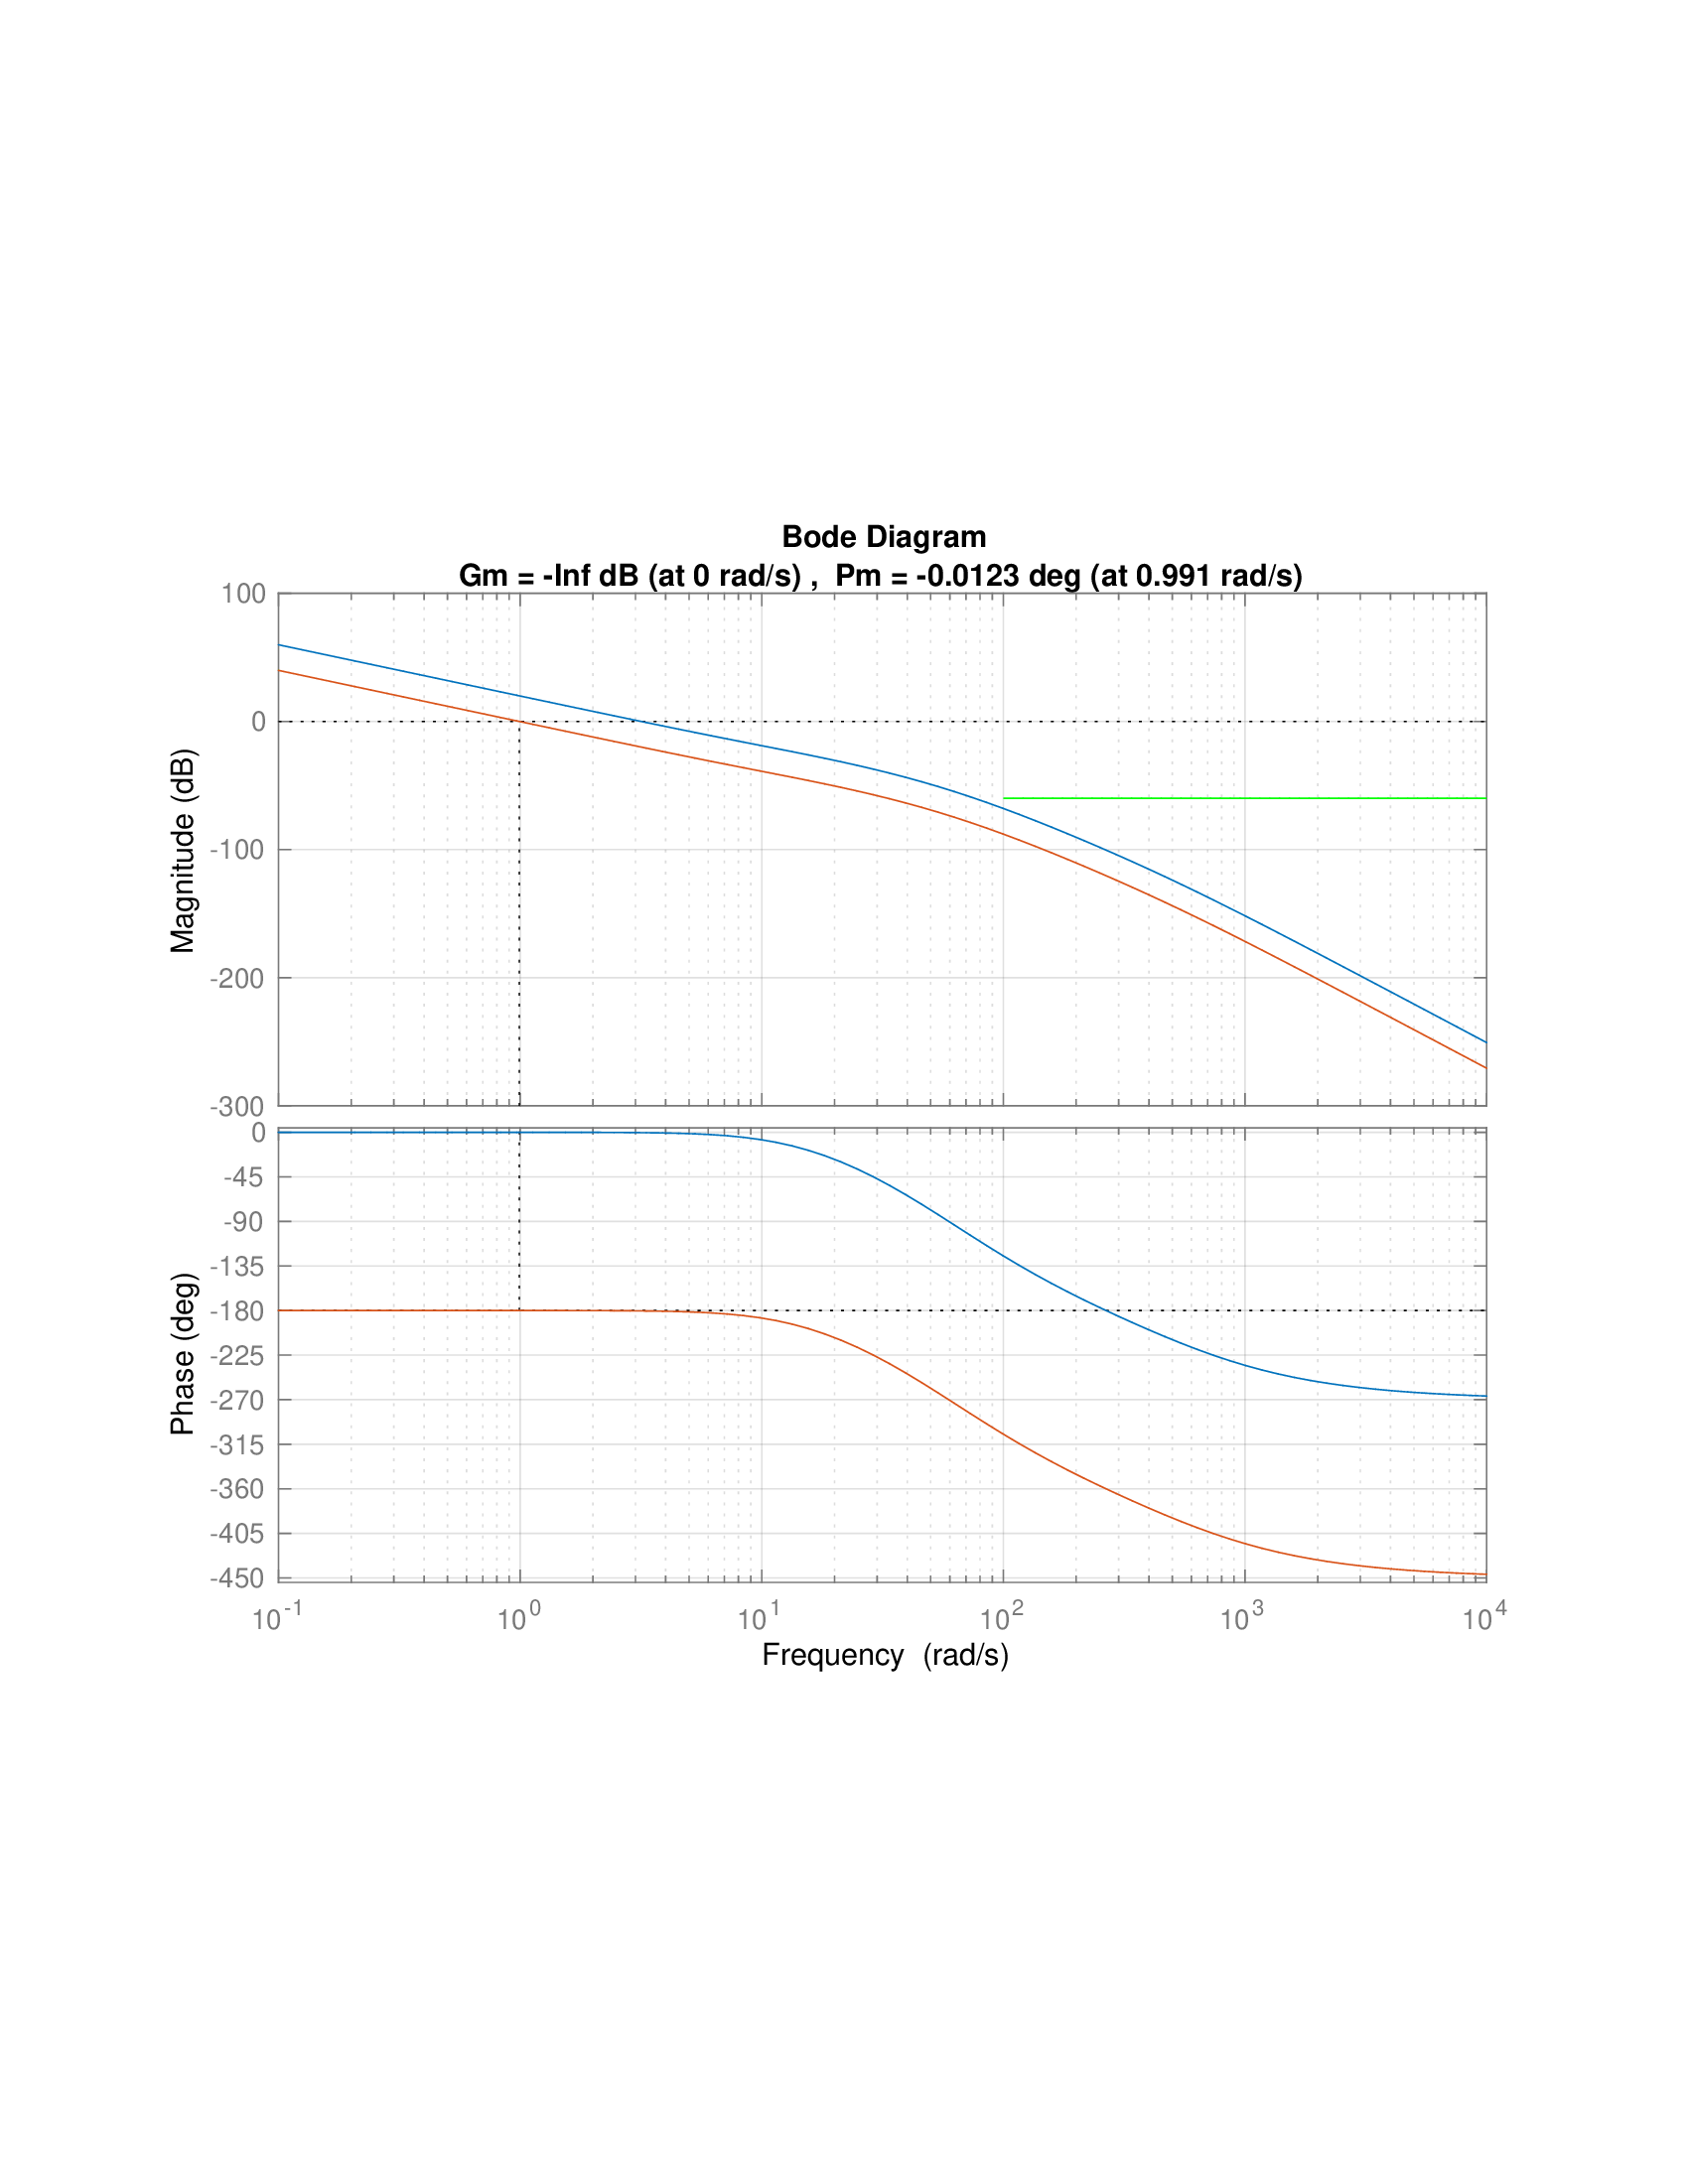 Bode Diagram
Gm = -Inf dB (at 0 rad/s) ,  Pm = -0.0123 deg (at 0.991 rad/s)
100
0
-100
-200
-300
Magnitude (dB)
0
-45
-90
-135
-180
-225
-270
-315
-360
-405
-450
Phase (deg)
10^-1 10^0 10^1 10^2 10^3 10^4
Frequency  (rad/s)